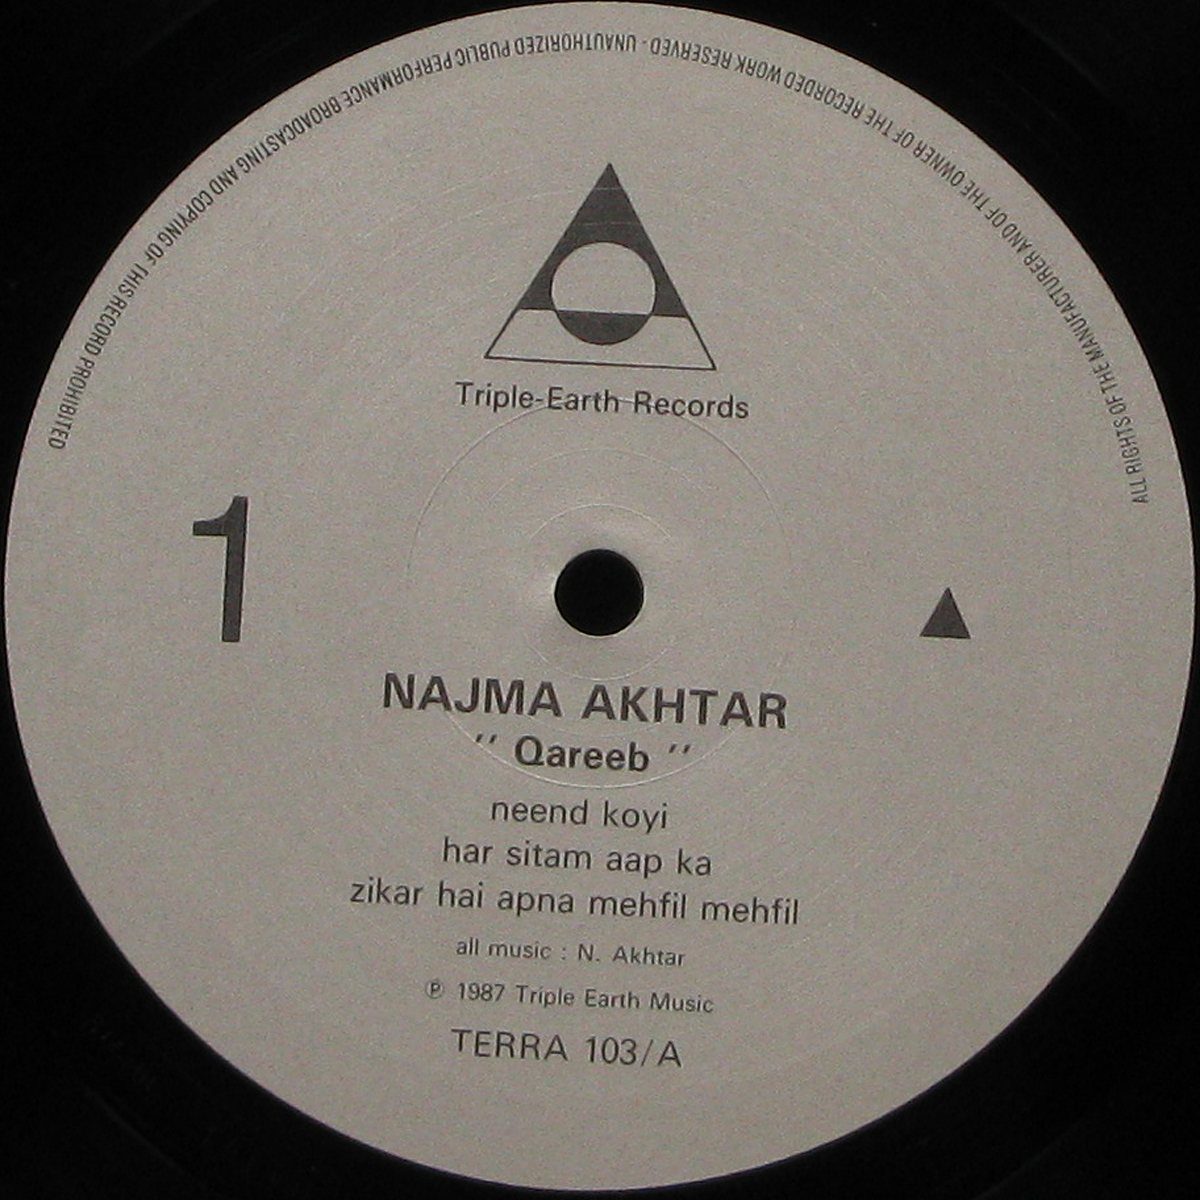 ALL RIGHTS OF THE MANUFACTURER AND OF THE OWNER OF THE RECORDED WORK RESERVED - UNAUTHORIZED PUBLIC PERFORMANCE BROADCASTING AND COPYING OF THIS RECORD PROHIBITED
Triple-Earth Records
1
NAJMA AKHTAR
'' Qareeb ''
neend koyi
har sitam aap ka
zikar hai apna mehfil mehfil
all music : N. Akhtar
℗ 1987 Triple Earth Music
TERRA 103/A